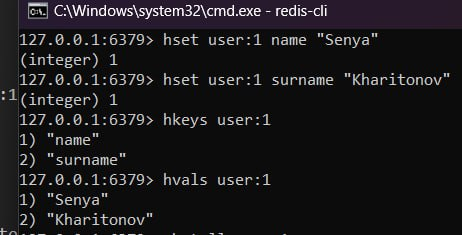 C:\Windows\system32\cmd.exe - redis-cli
127.0.0.1:6379> hset user:1 name "Senya"
(integer) 1
127.0.0.1:6379> hset user:1 surname "Kharitonov"
:1
(integer) 1
127.0.0.1:6379> hkeys user:1
1) "name"
2) "surname"
127.0.0.1:6379> hvals user:1
1) "Senya"
2) "Kharitonov"